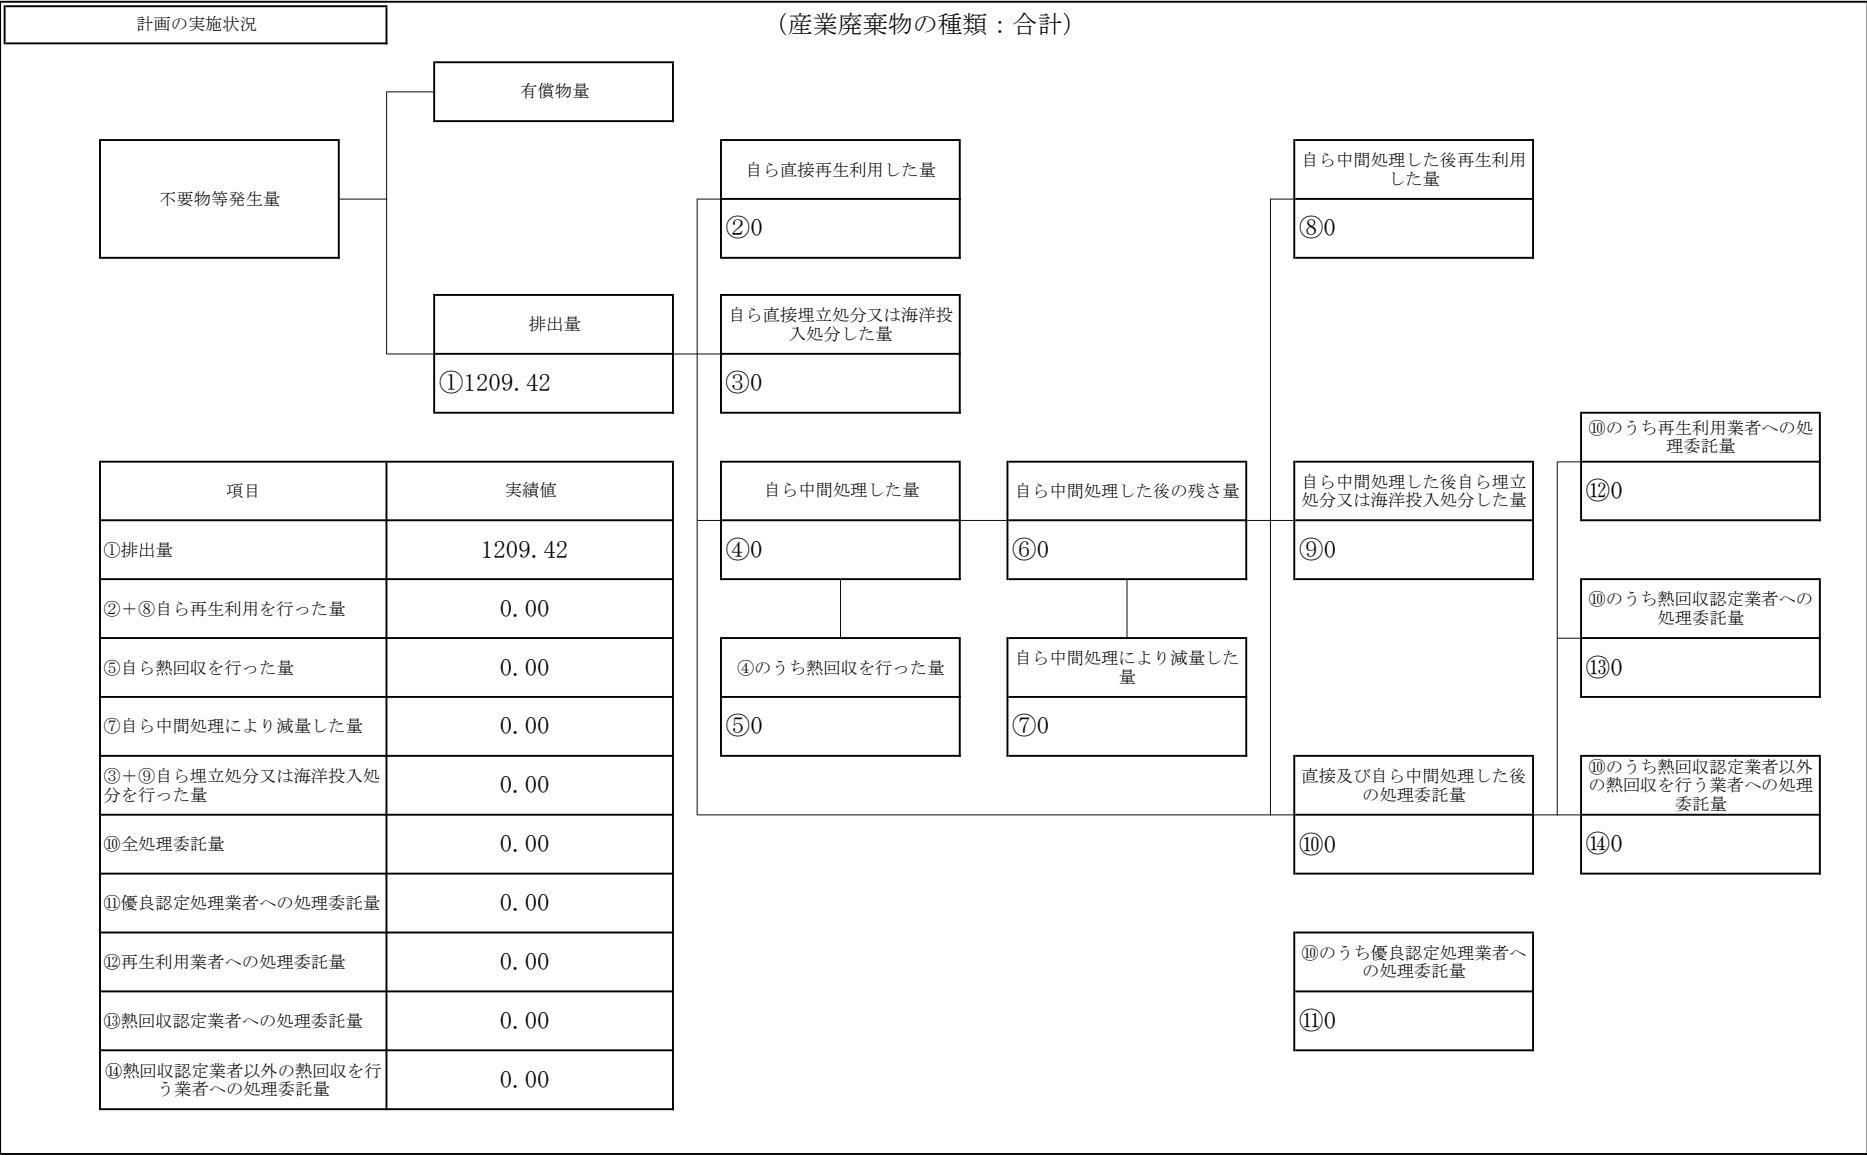 計画の実施状況
(産業廃棄物の種類：合計)
有償物量
不要物等発生量
自ら直接再生利用した量
②0
自ら中間処理した後再生利用
した量
⑧0
排出量
①1209.42
自ら直接埋立処分又は海洋投
入処分した量
③0
項目 実績値
①排出量 1209.42
②＋⑧自ら再生利用を行った量 0.00
⑤自ら熱回収を行った量 0.00
⑦自ら中間処理により減量した量 0.00
③＋⑨自ら埋立処分又は海洋投入処
分を行った量 0.00
⑩全処理委託量 0.00
⑪優良認定処理業者への処理委託量 0.00
⑫再生利用業者への処理委託量 0.00
⑬熱回収認定業者への処理委託量 0.00
⑭熱回収認定業者以外の熱回収を行
う業者への処理委託量 0.00
自ら中間処理した量
④0
④のうち熱回収を行った量
⑤0
自ら中間処理した後の残さ量
⑥0
自ら中間処理により減量した
量
⑦0
自ら中間処理した後自ら埋立
処分又は海洋投入処分した量
⑨0
直接及び自ら中間処理した後
の処理委託量
⑩0
⑩のうち優良認定処理業者へ
の処理委託量
⑪0
⑩のうち再生利用業者への処
理委託量
⑫0
⑩のうち熱回収認定業者への
処理委託量
⑬0
⑩のうち熱回収認定業者以外
の熱回収を行う業者への処理
委託量
⑭0